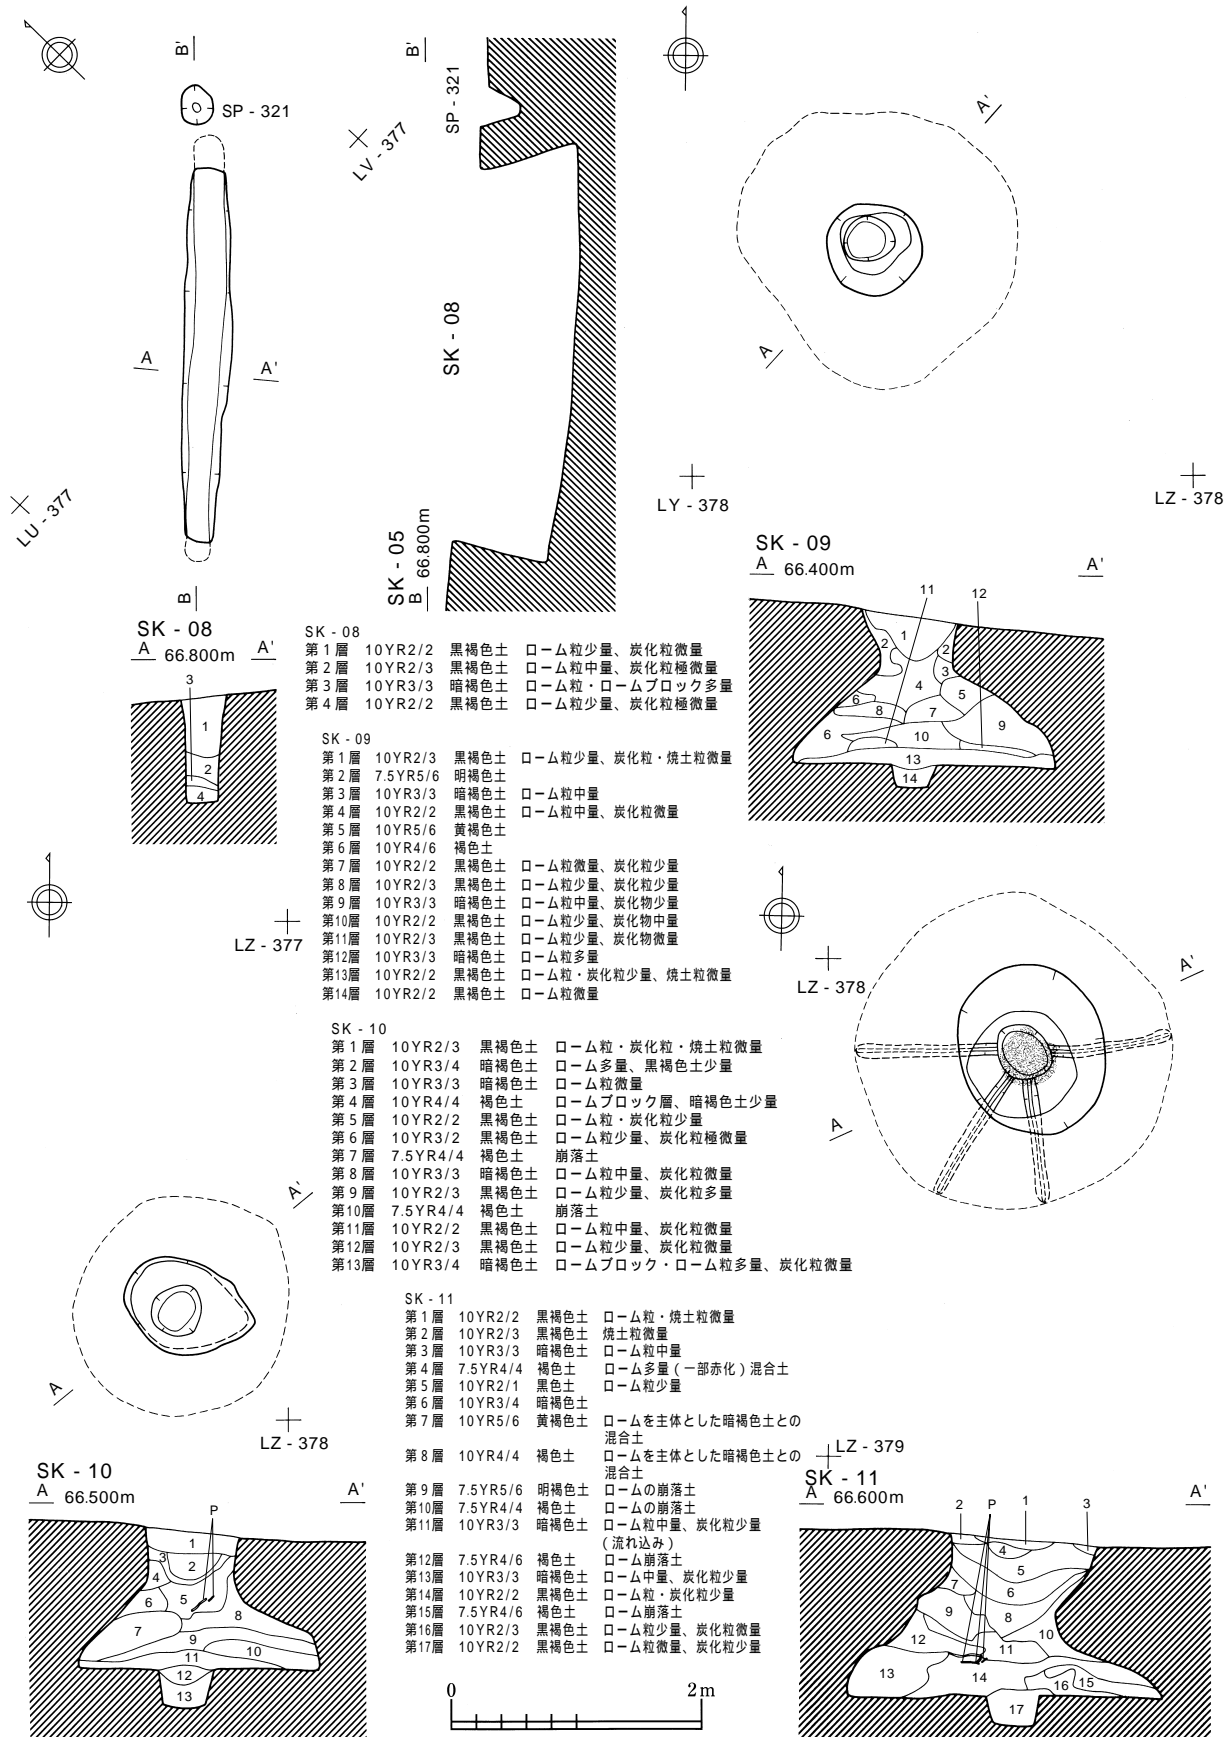 B'
SP - 321
A
A'
B
LU - 377
LV - 377
B'
SP - 321
SK - 08
SK - 05
B 66.800m
A'
A
LY - 378
LZ - 378
SK - 09
A 66.400m A'
11 12
1
2 2
3
4
5
6
7
8
6
9
10
13
14
SK - 08
A 66.800m A'
3
1
2
4
SK - 08
第1層 10YR2/2 黒褐色土 ローム粒少量、炭化粒微量
第2層 10YR2/3 黒褐色土 ローム粒中量、炭化粒極微量
第3層 10YR3/3 暗褐色土 ローム粒・ロームブロック多量
第4層 10YR2/2 黒褐色土 ローム粒少量、炭化粒極微量
SK - 09
第1層 10YR2/3 黒褐色土 ローム粒少量、炭化粒・焼土粒微量
第2層 7.5YR5/6 明褐色土
第3層 10YR3/3 暗褐色土 ローム粒中量
第4層 10YR2/2 黒褐色土 ローム粒中量、炭化粒微量
第5層 10YR5/6 黄褐色土
第6層 10YR4/6 褐色土
第7層 10YR2/2 黒褐色土 ローム粒微量、炭化粒少量
第8層 10YR2/3 黒褐色土 ローム粒少量、炭化粒少量
第9層 10YR3/3 暗褐色土 ローム粒中量、炭化物少量
第10層 10YR2/2 黒褐色土 ローム粒少量、炭化物中量
第11層 10YR2/3 黒褐色土 ローム粒少量、炭化物微量
第12層 10YR3/3 暗褐色土 ローム粒多量
第13層 10YR2/2 黒褐色土 ローム粒・炭化粒少量、焼土粒微量
第14層 10YR2/2 黒褐色土 ローム粒微量
LZ - 377
LZ - 378
A'
A
SK - 10
第1層 10YR2/3 黒褐色土 ローム粒・炭化粒・焼土粒微量
第2層 10YR3/4 暗褐色土 ローム多量、黒褐色土少量
第3層 10YR3/3 暗褐色土 ローム粒微量
第4層 10YR4/4 褐色土 ロームブロック層、暗褐色土少量
第5層 10YR2/2 黒褐色土 ローム粒・炭化粒少量
第6層 10YR3/2 黒褐色土 ローム粒少量、炭化粒極微量
第7層 7.5YR4/4 褐色土 崩落土
第8層 10YR3/3 暗褐色土 ローム粒中量、炭化粒微量
第9層 10YR2/3 黒褐色土 ローム粒少量、炭化粒多量
第10層 7.5YR4/4 褐色土 崩落土
第11層 10YR2/2 黒褐色土 ローム粒中量、炭化粒微量
第12層 10YR2/3 黒褐色土 ローム粒少量、炭化粒微量
第13層 10YR3/4 暗褐色土 ロームブロック・ローム粒多量、炭化粒微量
A'
A
LZ - 378
SK - 11
第1層 10YR2/2 黒褐色土 ローム粒・焼土粒微量
第2層 10YR2/3 黒褐色土 焼土粒微量
第3層 10YR3/3 暗褐色土 ローム粒中量
第4層 7.5YR4/4 褐色土 ローム多量(一部赤化)混合土
第5層 10YR2/1 黒色土 ローム粒少量
第6層 10YR3/4 暗褐色土
第7層 10YR5/6 黄褐色土 ロームを主体とした暗褐色土との
混合土
第8層 10YR4/4 褐色土 ロームを主体とした暗褐色土との
混合土
第9層 7.5YR5/6 明褐色土 ロームの崩落土
第10層 7.5YR4/4 褐色土 ロームの崩落土
第11層 10YR3/3 暗褐色土 ローム粒中量、炭化粒少量
(流れ込み)
第12層 7.5YR4/6 褐色土 ローム崩落土
第13層 10YR3/3 暗褐色土 ローム中量、炭化粒少量
第14層 10YR2/2 黒褐色土 ローム粒・炭化粒少量
第15層 7.5YR4/6 褐色土 ローム崩落土
第16層 10YR2/3 黒褐色土 ローム粒少量、炭化粒微量
第17層 10YR2/2 黒褐色土 ローム粒微量、炭化粒少量
SK - 10
A 66.500m A'
P
1
3
2
4
5
6
8
7
9
10
11
12
13
LZ - 379
SK - 11
A 66.600m A'
2 P 1 3
4
5
7
6
9
8
10
12
11
13
14
16 15
17
0 2m